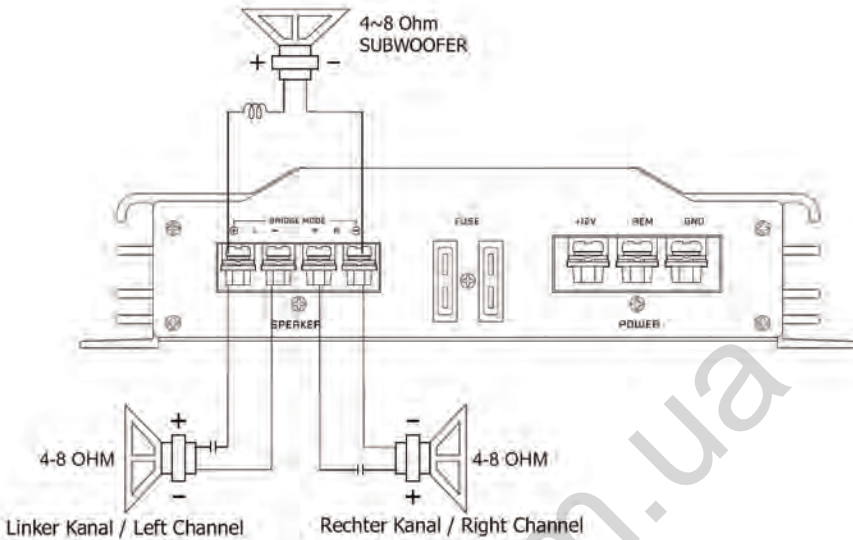 4~8 Ohm
SUBWOOFER
+ −
BRIDGE MODE
⊕ L − + R ⊖
FUSE
+12V REM GND
SPEAKER
POWER
+ −
4-8 OHM 4-8 OHM
− +
Linker Kanal / Left Channel Rechter Kanal / Right Channel
m.ua